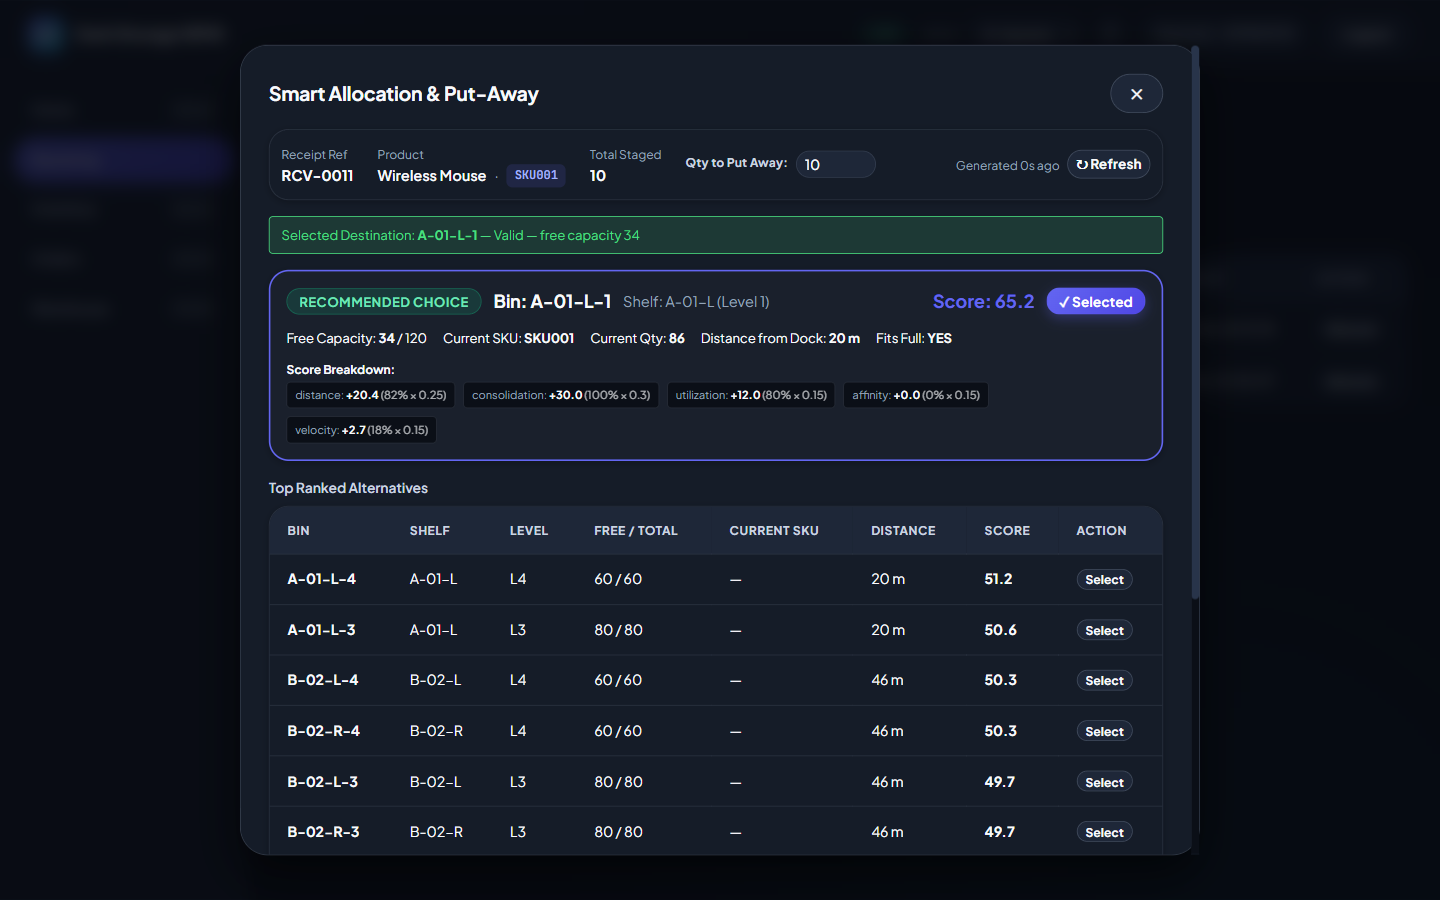 Smart Allocation & Put-Away
✕
Receipt Ref Product Total Staged
RCV-0011 Wireless Mouse · SKU001 10
Qty to Put Away: 10
Generated 0s ago ↻ Refresh
Selected Destination: A-01-L-1 — Valid — free capacity 34
RECOMMENDED CHOICE Bin: A-01-L-1 Shelf: A-01-L (Level 1) Score: 65.2 ✓ Selected
Free Capacity: 34 / 120 Current SKU: SKU001 Current Qty: 86 Distance from Dock: 20 m Fits Full: YES
Score Breakdown:
distance: +20.4 (82% × 0.25) consolidation: +30.0 (100% × 0.3) utilization: +12.0 (80% × 0.15) affinity: +0.0 (0% × 0.15)
velocity: +2.7 (18% × 0.15)
Top Ranked Alternatives
BIN SHELF LEVEL FREE / TOTAL CURRENT SKU DISTANCE SCORE ACTION
A-01-L-4 A-01-L L4 60 / 60 — 20 m 51.2 Select
A-01-L-3 A-01-L L3 80 / 80 — 20 m 50.6 Select
B-02-L-4 B-02-L L4 60 / 60 — 46 m 50.3 Select
B-02-R-4 B-02-R L4 60 / 60 — 46 m 50.3 Select
B-02-L-3 B-02-L L3 80 / 80 — 46 m 49.7 Select
B-02-R-3 B-02-R L3 80 / 80 — 46 m 49.7 Select